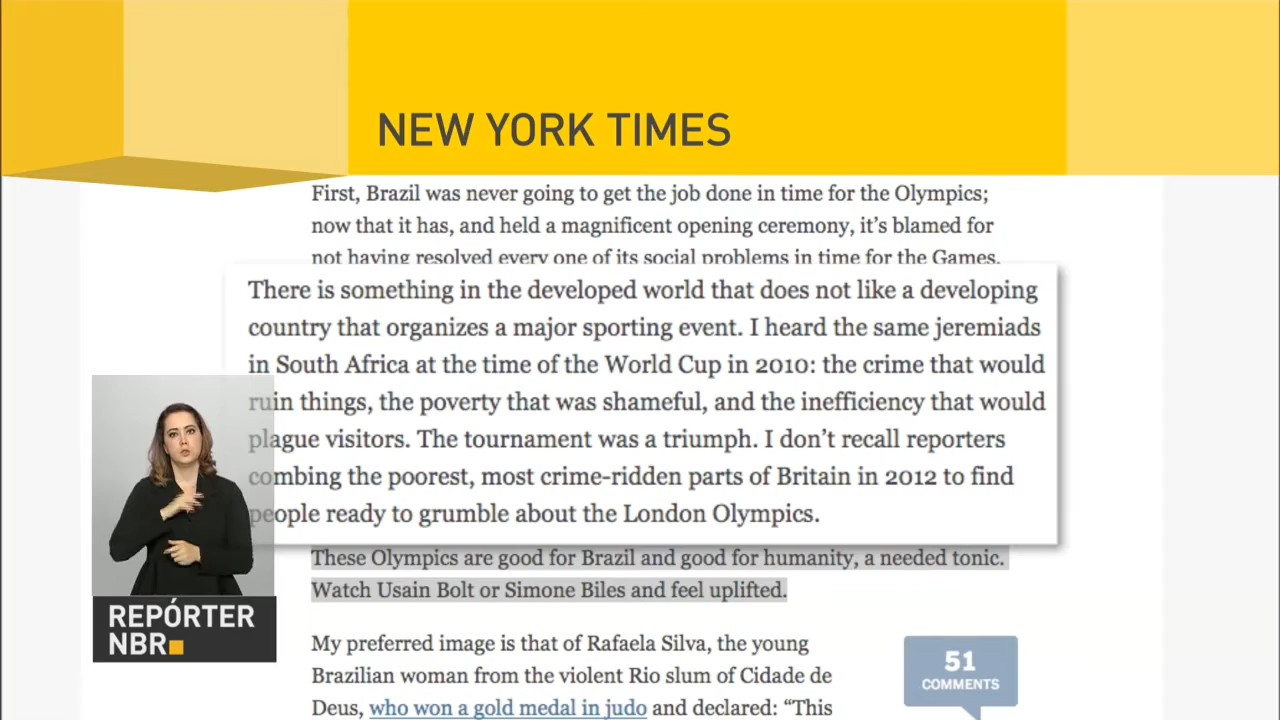 NEW YORK TIMES
First, Brazil was never going to get the job done in time for the Olympics;
now that it has, and held a magnificent opening ceremony, it's blamed for
not having resolved every one of its social problems in time for the Games.
There is something in the developed world that does not like a developing
country that organizes a major sporting event. I heard the same jeremiads
in South Africa at the time of the World Cup in 2010: the crime that would
ruin things, the poverty that was shameful, and the inefficiency that would
plague visitors. The tournament was a triumph. I don't recall reporters
combing the poorest, most crime-ridden parts of Britain in 2012 to find
people ready to grumble about the London Olympics.
These Olympics are good for Brazil and good for humanity, a needed tonic.
Watch Usain Bolt or Simone Biles and feel uplifted.
My preferred image is that of Rafaela Silva, the young
Brazilian woman from the violent Rio slum of Cidade de
Deus, who won a gold medal in judo and declared: “This
51
COMMENTS
REPÓRTER
NBR